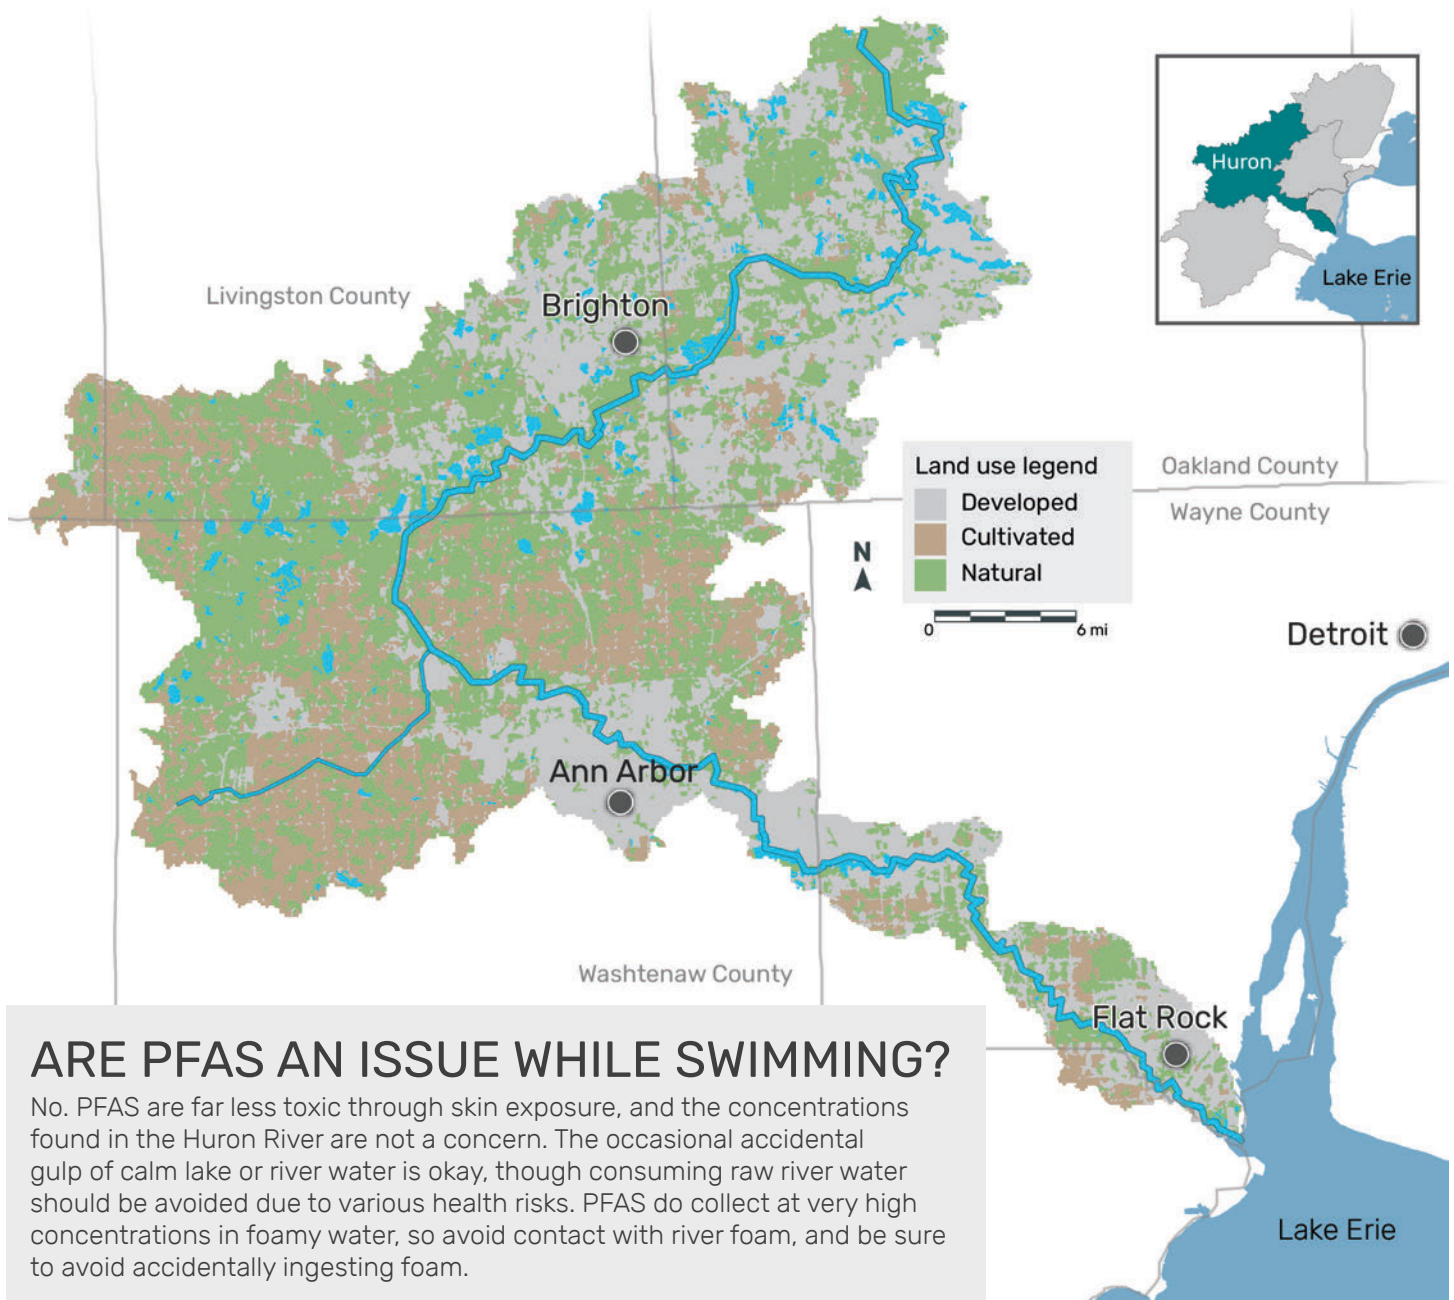 Huron
Lake Erie
Livingston County
Brighton
Land use legend
Developed
Cultivated
Natural
Oakland County
Wayne County
N
0
6 mi
Detroit
Ann Arbor
Washtenaw County
Flat Rock
Lake Erie
ARE PFAS AN ISSUE WHILE SWIMMING?
No. PFAS are far less toxic through skin exposure, and the concentrations
found in the Huron River are not a concern. The occasional accidental
gulp of calm lake or river water is okay, though consuming raw river water
should be avoided due to various health risks. PFAS do collect at very high
concentrations in foamy water, so avoid contact with river foam, and be sure
to avoid accidentally ingesting foam.